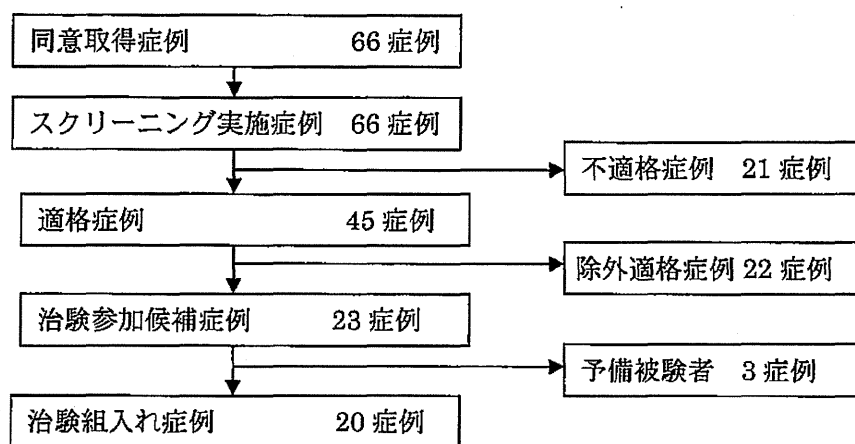 同意取得症例 66症例
スクリーニング実施症例 66症例
不適格症例 21症例
適格症例 45症例
除外適格症例 22症例
治験参加候補症例 23症例
予備被験者 3症例
治験組入れ症例 20症例